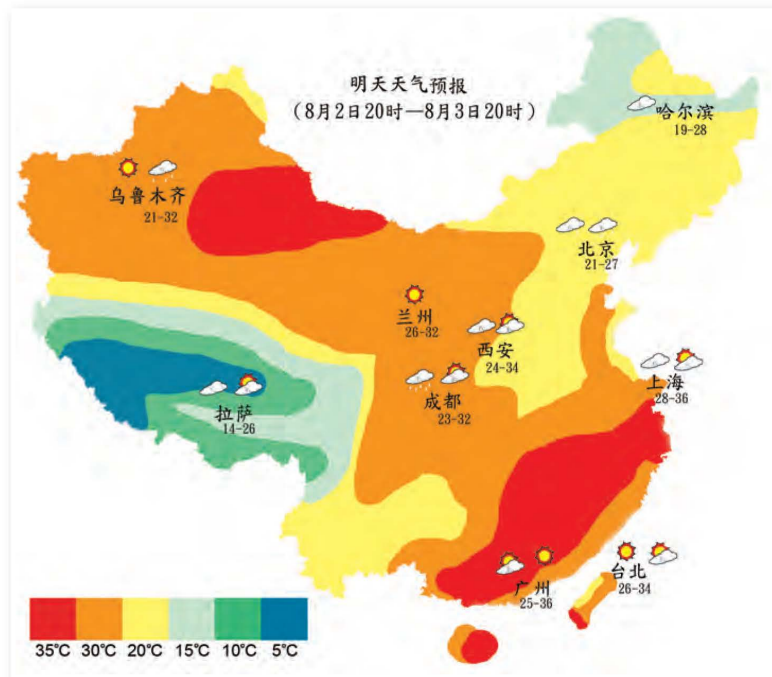 明天天气预报
（8月2日20时—8月3日20时）
哈尔滨
19-28
乌鲁木齐
21-32
北京
21-27
兰州
26-32
西安
24-34
上海
28-36
成都
23-32
拉萨
14-26
台北
26-34
广州
25-36
35℃ 30℃ 20℃ 15℃ 10℃ 5℃